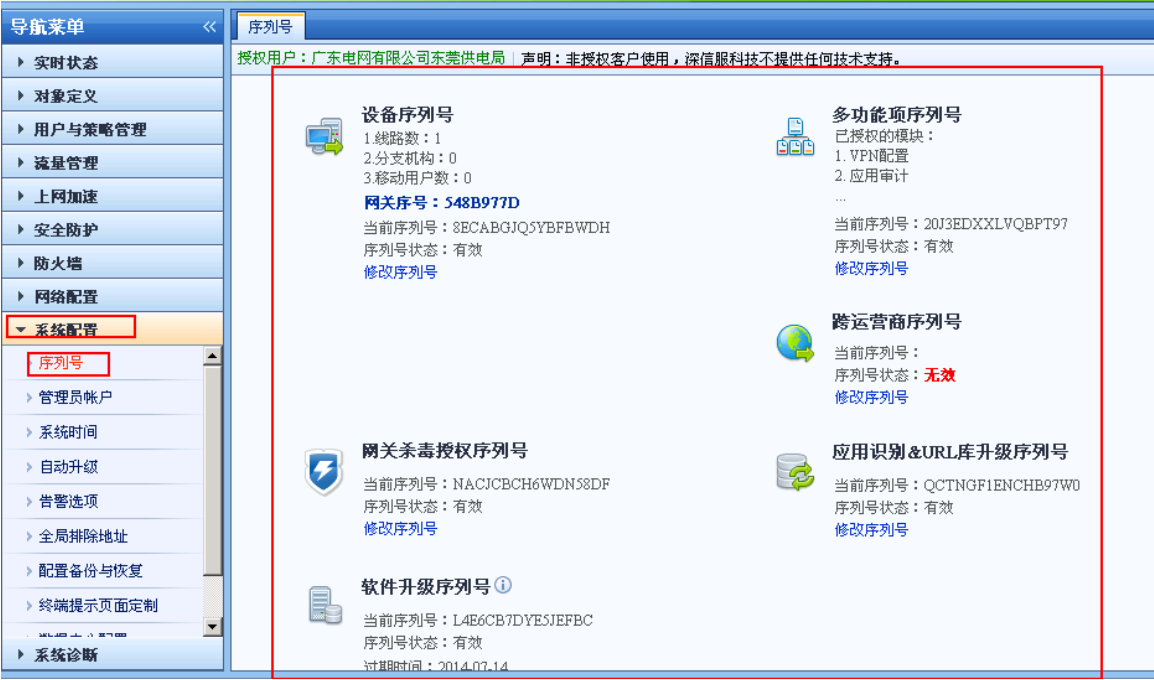 导航菜单 «
实时状态
对象定义
用户与策略管理
流量管理
上网加速
安全防护
防火墙
网络配置
系统配置
序列号
管理员帐户
系统时间
自动升级
告警选项
全局排除地址
配置备份与恢复
终端提示页面定制
系统诊断
序列号
授权用户：广东电网有限公司东莞供电局 | 声明：非授权客户使用，深信服科技不提供任何技术支持。
设备序列号
1.线路数：1
2.分支机构：0
3.移动用户数：0
网关序号：548B977D
当前序列号：8ECABGJQ5YBFBWDH
序列号状态：有效
修改序列号
多功能项序列号
已授权的模块：
1. VPN配置
2. 应用审计
...
当前序列号：20J3EDXXLVQBPT97
序列号状态：有效
修改序列号
跨运营商序列号
当前序列号：
序列号状态：无效
修改序列号
网关杀毒授权序列号
当前序列号：NACJCBCH6WDN58DF
序列号状态：有效
修改序列号
应用识别&URL库升级序列号
当前序列号：QCTNGF1ENCHB97W0
序列号状态：有效
修改序列号
软件升级序列号
当前序列号：L4E6CB7DYE5JEFBC
序列号状态：有效
过期时间：2014-07-14